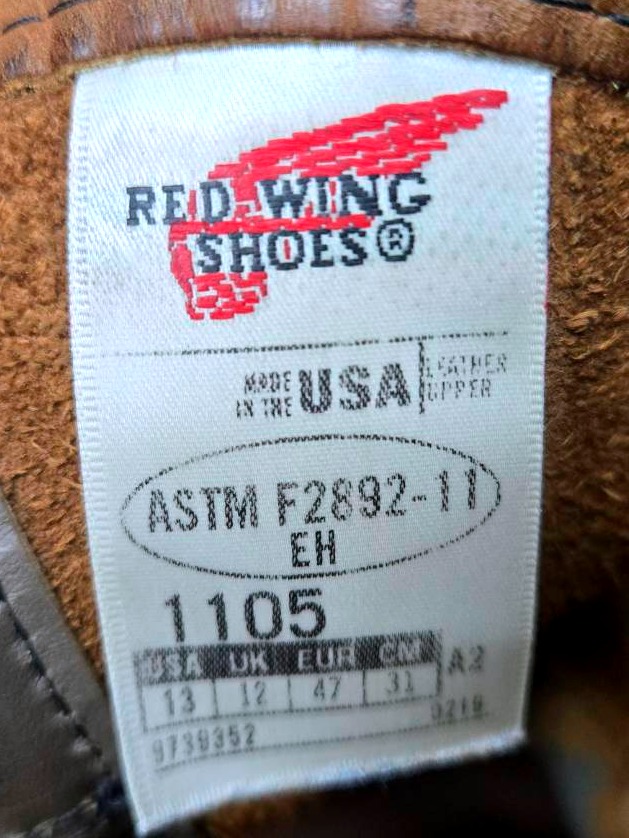 RED WING
SHOES®
MADE IN THE USA LEATHER UPPER
ASTM F2892-11
EH
1105
USA UK EUR CM A2
13 12 47 31
9739352 0218